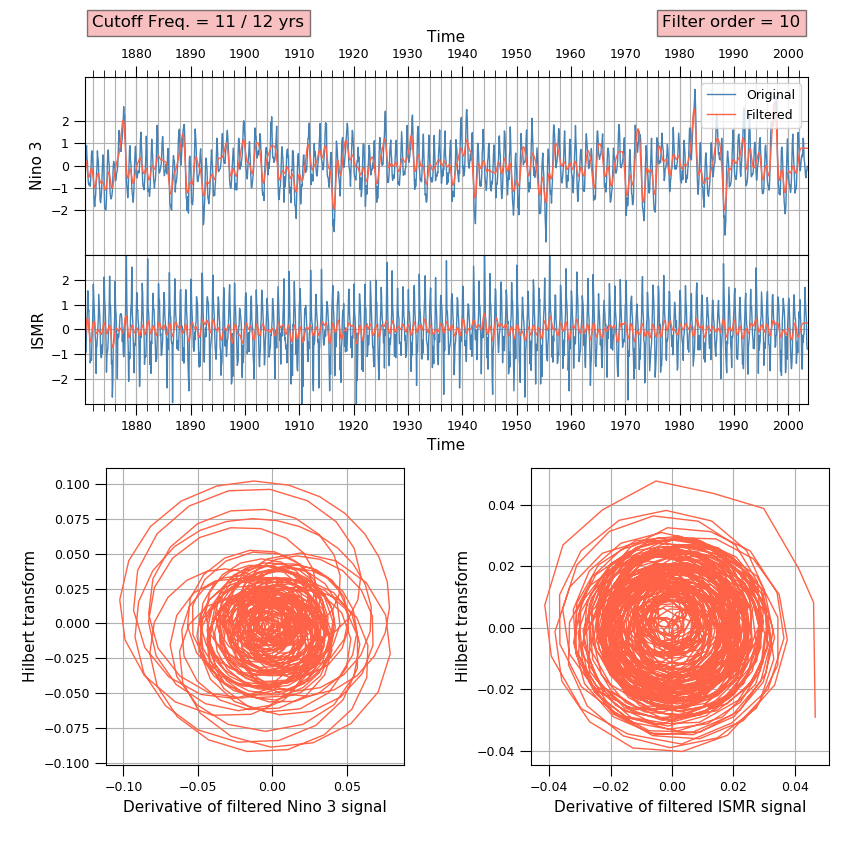 Cutoff Freq. = 11 / 12 yrs
Filter order = 10
Time
1880 1890 1900 1910 1920 1930 1940 1950 1960 1970 1980 1990 2000
Original
Filtered
Nino 3
2
1
0
−1
−2
ISMR
2
1
0
−1
−2
1880 1890 1900 1910 1920 1930 1940 1950 1960 1970 1980 1990 2000
Time
Hilbert transform
0.100
0.075
0.050
0.025
0.000
−0.025
−0.050
−0.075
−0.100
−0.10 −0.05 0.00 0.05
Derivative of filtered Nino 3 signal
Hilbert transform
0.04
0.02
0.00
−0.02
−0.04
−0.04 −0.02 0.00 0.02 0.04
Derivative of filtered ISMR signal